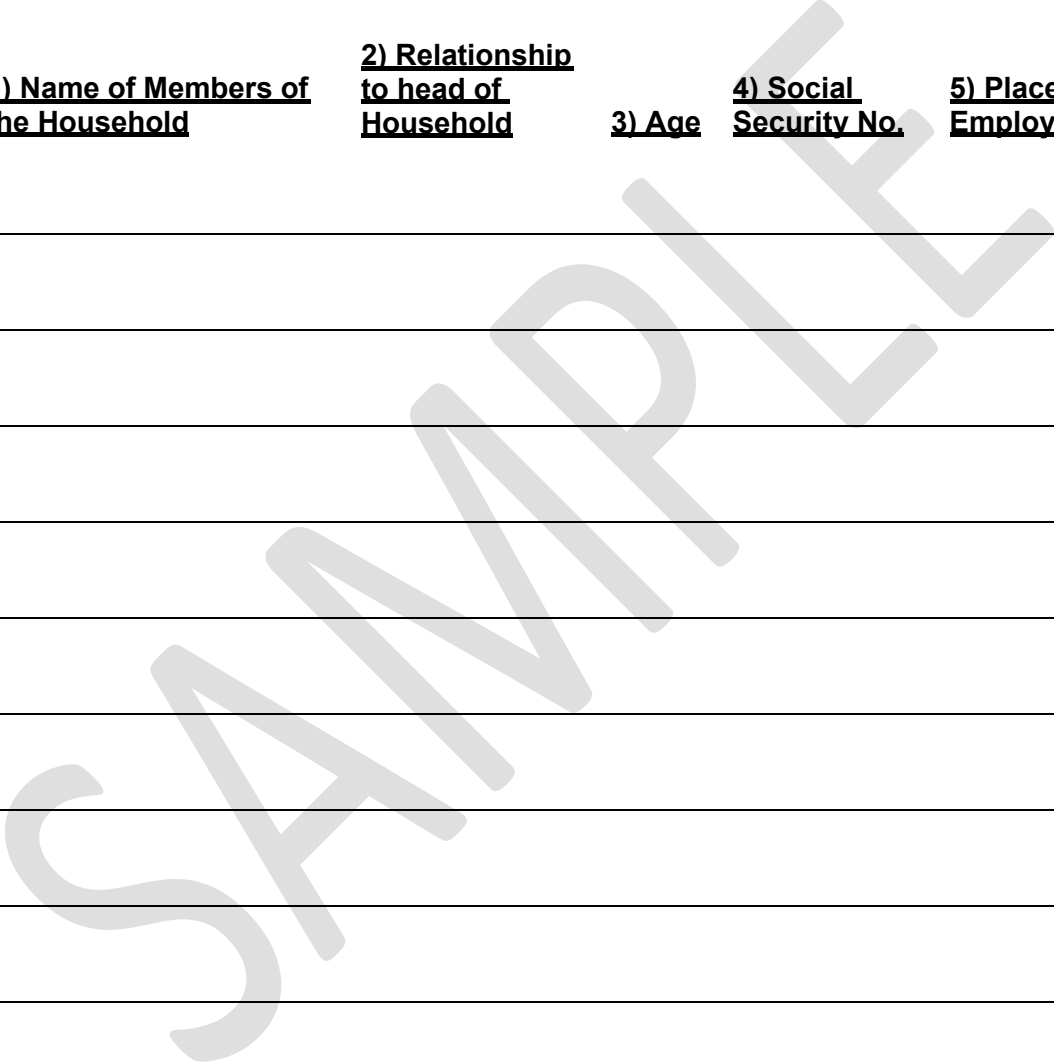 2) Relationship
) Name of Members of to head of 4) Social 5) Place
he Household Household 3) Age Security No. Employ
SAMPLE